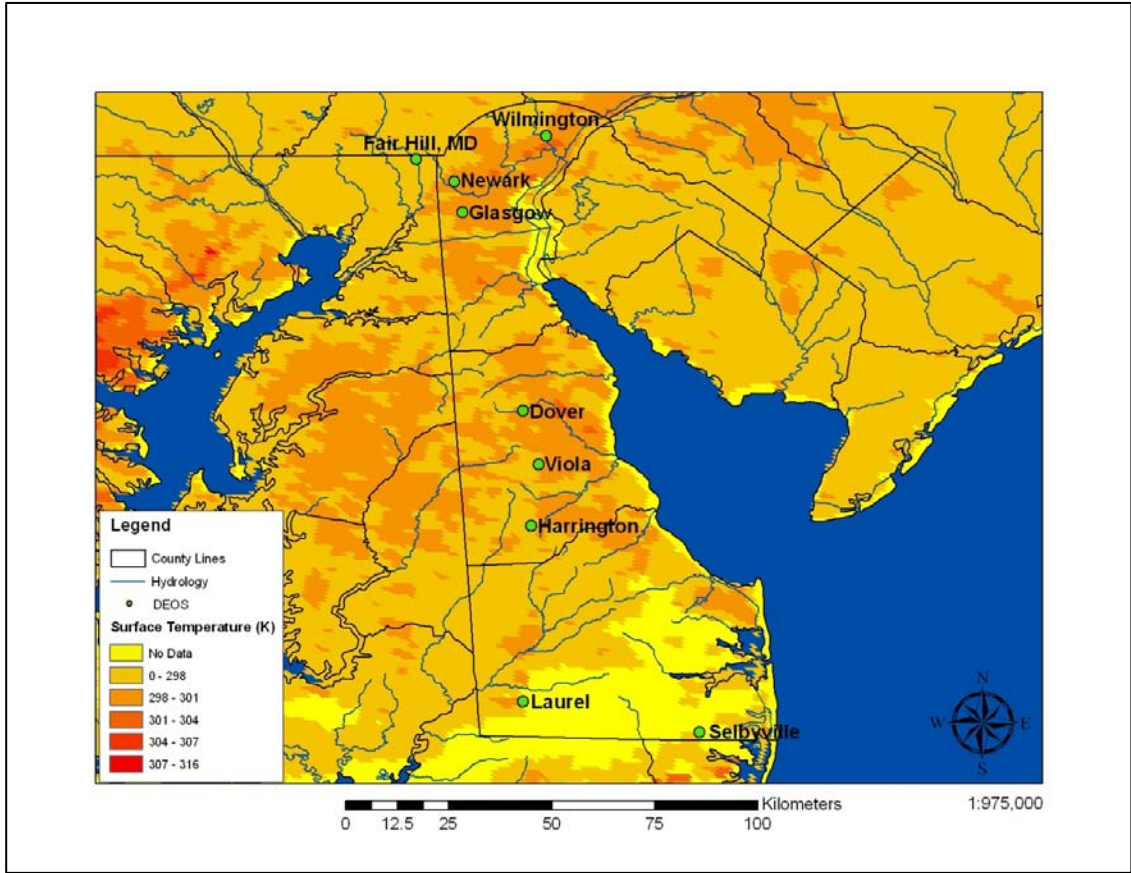 Wilmington
Fair Hill, MD
Newark
Glasgow
Dover
Viola
Harrington
Laurel
Selbyville
Legend
County Lines
Hydrology
DEOS
Surface Temperature (K)
No Data
0 - 298
298 - 301
301 - 304
304 - 307
307 - 316
N
W E
S
Kilometers
0 12.5 25 50 75 100
1:975,000